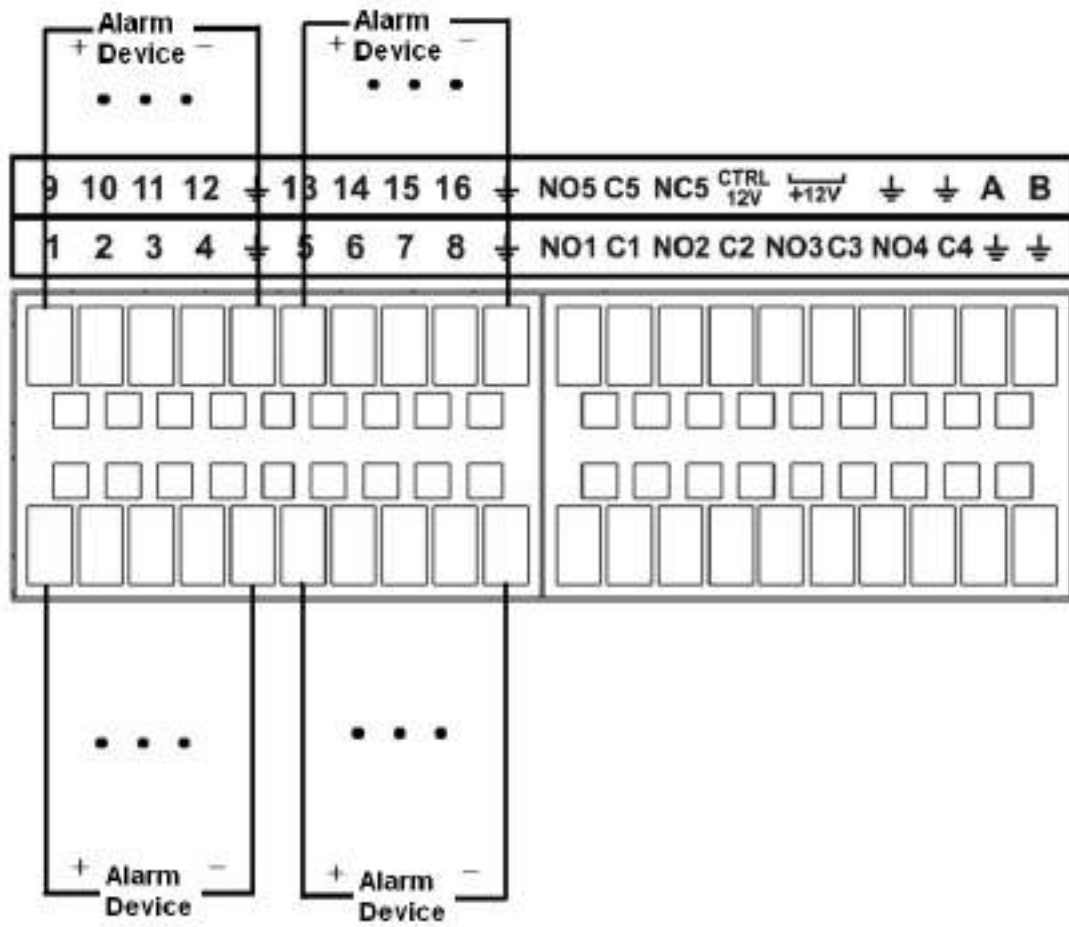 Alarm
+ Device −
Alarm
+ Device −
9 10 11 12 ⏚ 13 14 15 16 ⏚ NO5 C5 NC5 CTRL 12V +12V ⏚ ⏚ A B
1 2 3 4 ⏚ 5 6 7 8 ⏚ NO1 C1 NO2 C2 NO3 C3 NO4 C4 ⏚ ⏚
+ Alarm −
Device
+ Alarm −
Device